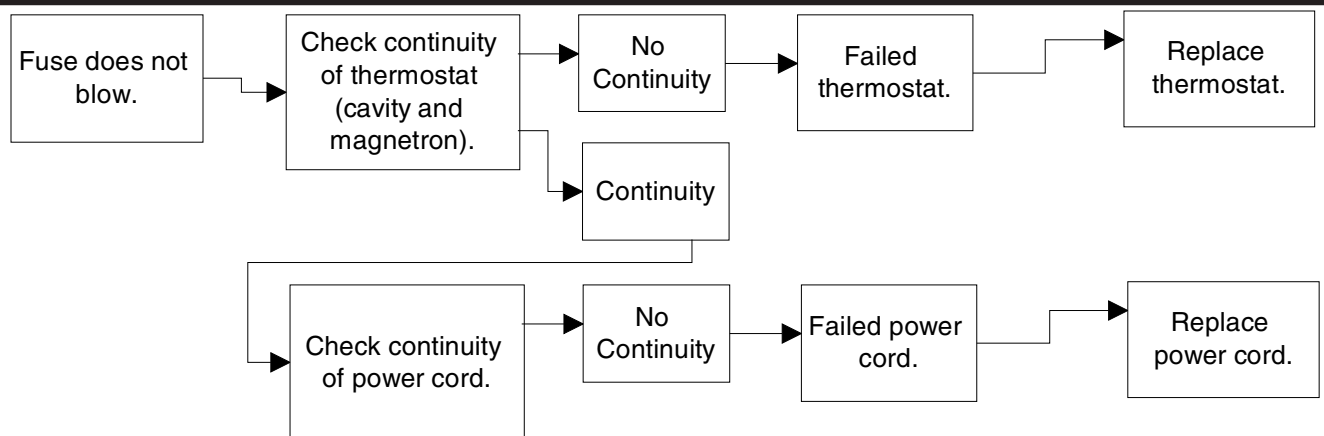 Fuse does not
blow.
Check continuity
of thermostat
(cavity and
magnetron).
No
Continuity
Failed
thermostat.
Replace
thermostat.
Continuity
Check continuity
of power cord.
No
Continuity
Failed power
cord.
Replace
power cord.